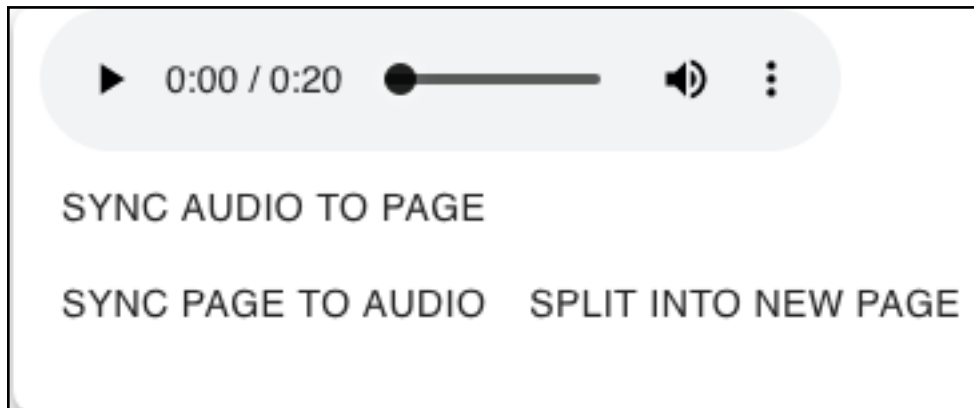 0:00 / 0:20
SYNC AUDIO TO PAGE
SYNC PAGE TO AUDIO SPLIT INTO NEW PAGE